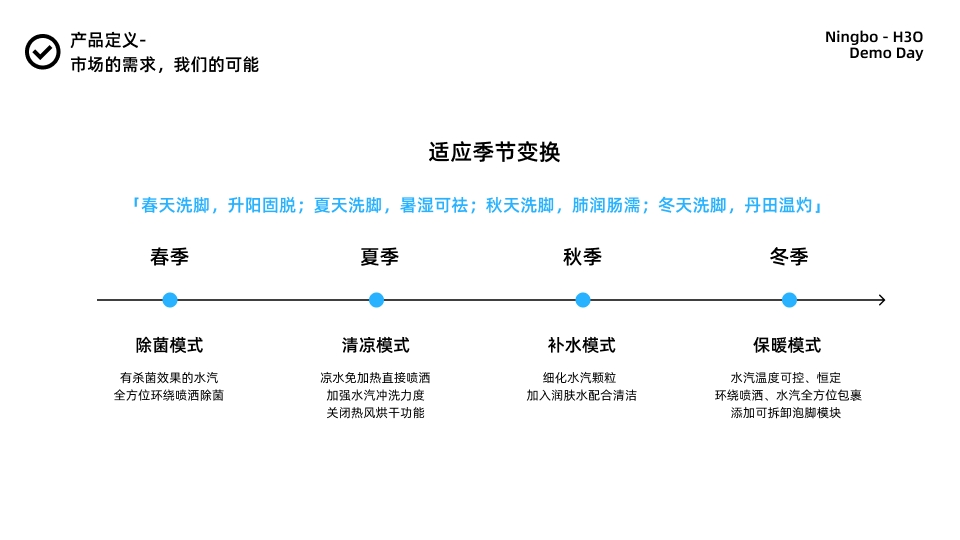 产品定义-
市场的需求，我们的可能
Ningbo - H3O
Demo Day
适应季节变换
「春天洗脚，升阳固脱；夏天洗脚，暑湿可祛；秋天洗脚，肺润肠濡；冬天洗脚，丹田温灼」
春季
夏季
秋季
冬季
除菌模式
有杀菌效果的水汽
全方位环绕喷洒除菌
清凉模式
凉水免加热直接喷洒
加强水汽冲洗力度
关闭热风烘干功能
补水模式
细化水汽颗粒
加入润肤水配合清洁
保暖模式
水汽温度可控、恒定
环绕喷洒、水汽全方位包裹
添加可拆卸泡脚模块